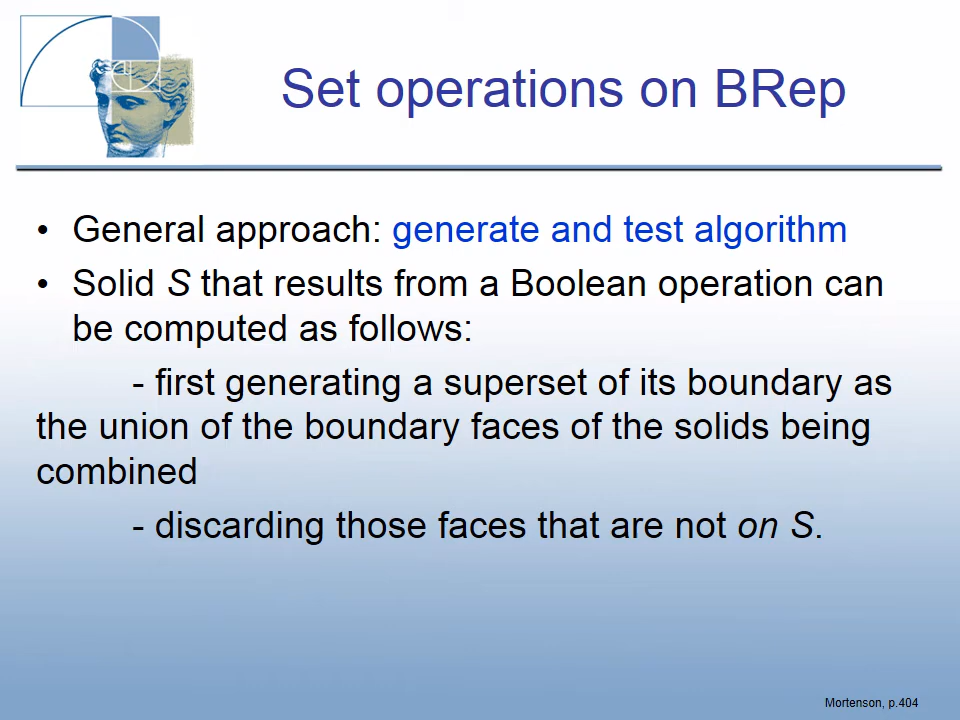 Set operations on BRep
• General approach: generate and test algorithm
• Solid S that results from a Boolean operation can
be computed as follows:
- first generating a superset of its boundary as
the union of the boundary faces of the solids being
combined
- discarding those faces that are not on S.
Mortenson, p.404